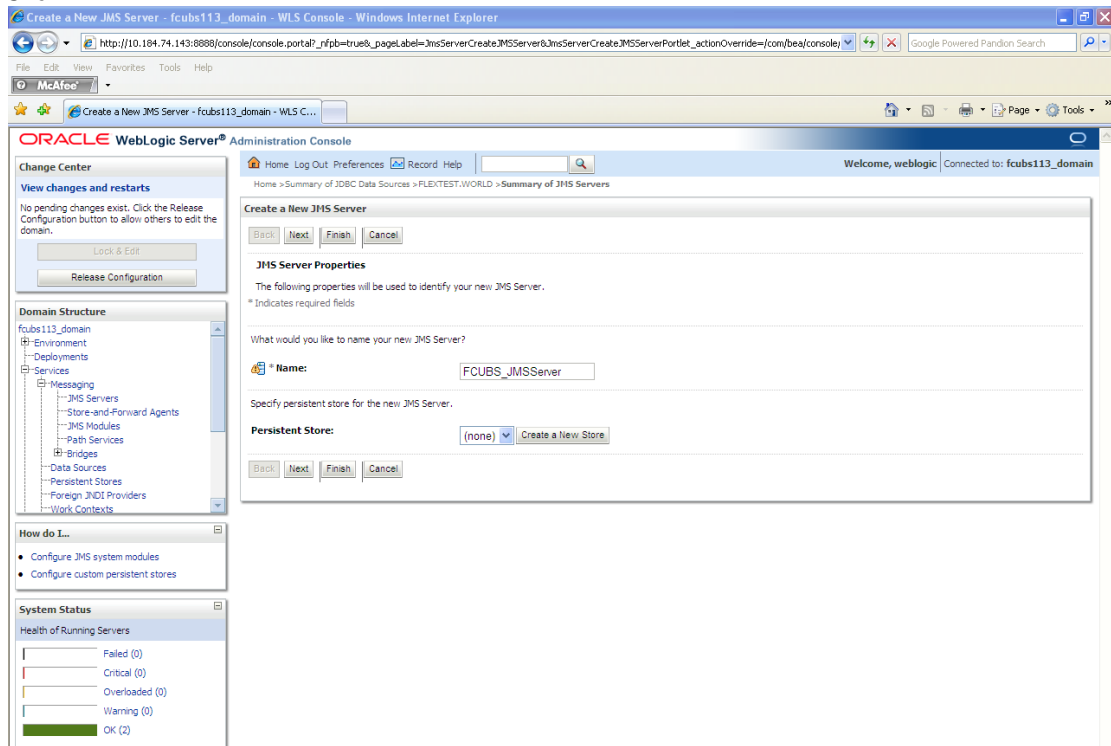 Create a New JMS Server - fcubs113_domain - WLS Console - Windows Internet Explorer
http://10.184.74.143:8888/console/console.portal?_nfpb=true&_pageLabel=JmsServerCreateJMSServer&JmsServerCreateJMSServerPortlet_actionOverride=/com/bea/console/
Google Powered Pandion Search
File Edit View Favorites Tools Help
McAfee
Create a New JMS Server - fcubs113_domain - WLS C...
Page Tools
ORACLE WebLogic Server® Administration Console
Change Center
View changes and restarts
No pending changes exist. Click the Release
Configuration button to allow others to edit the
domain.
Lock & Edit
Release Configuration
Domain Structure
fcubs113_domain
Environment
Deployments
Services
Messaging
JMS Servers
Store-and-Forward Agents
JMS Modules
Path Services
Bridges
Data Sources
Persistent Stores
Foreign JNDI Providers
Work Contexts
How do I...
Configure JMS system modules
Configure custom persistent stores
System Status
Health of Running Servers
Failed (0)
Critical (0)
Overloaded (0)
Warning (0)
OK (2)
Home Log Out Preferences Record Help
Welcome, weblogic Connected to: fcubs113_domain
Home >Summary of JDBC Data Sources >FLEXTEST.WORLD >Summary of JMS Servers
Create a New JMS Server
Back Next Finish Cancel
JMS Server Properties
The following properties will be used to identify your new JMS Server.
* Indicates required fields
What would you like to name your new JMS Server?
* Name: FCUBS_JMSServer
Specify persistent store for the new JMS Server.
Persistent Store: (none) Create a New Store
Back Next Finish Cancel